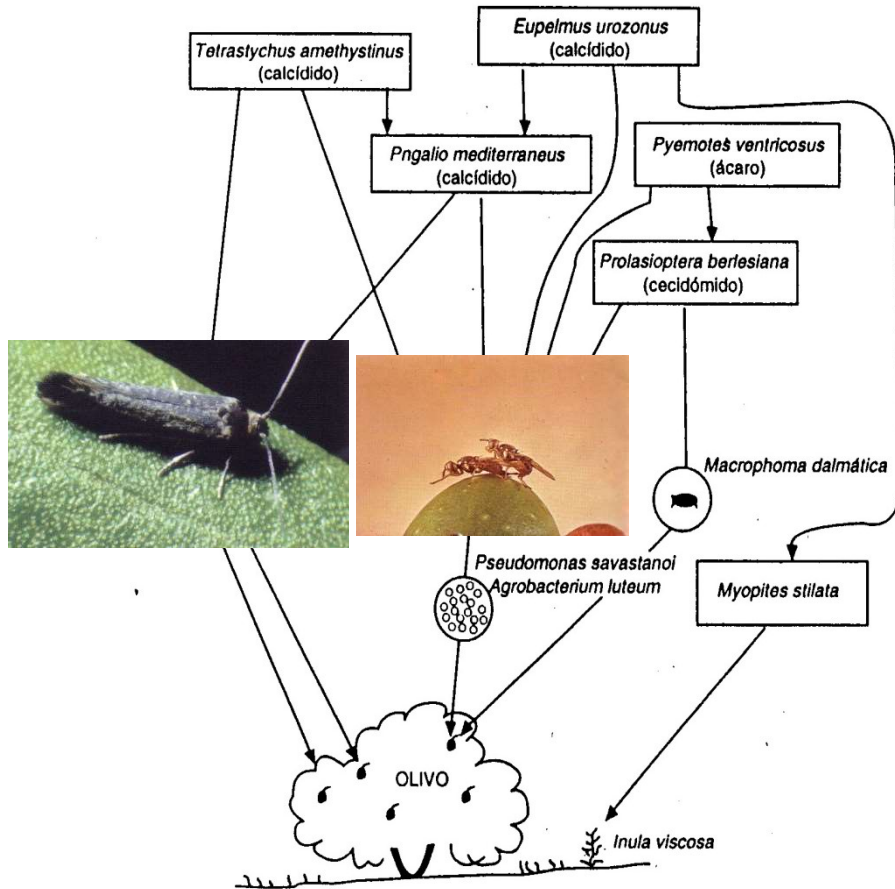 Eupelmus urozonus
(calcídido)
Tetrastychus amethystinus
(calcídido)
Pngalio mediterraneus
(calcídido)
Pyemotes ventricosus
(ácaro)
Prolasioptera berlesiana
(cecidómido)
Macrophoma dalmática
Pseudomonas savastanoi
Agrobacterium luteum
Myopites stilata
OLIVO
Inula viscosa